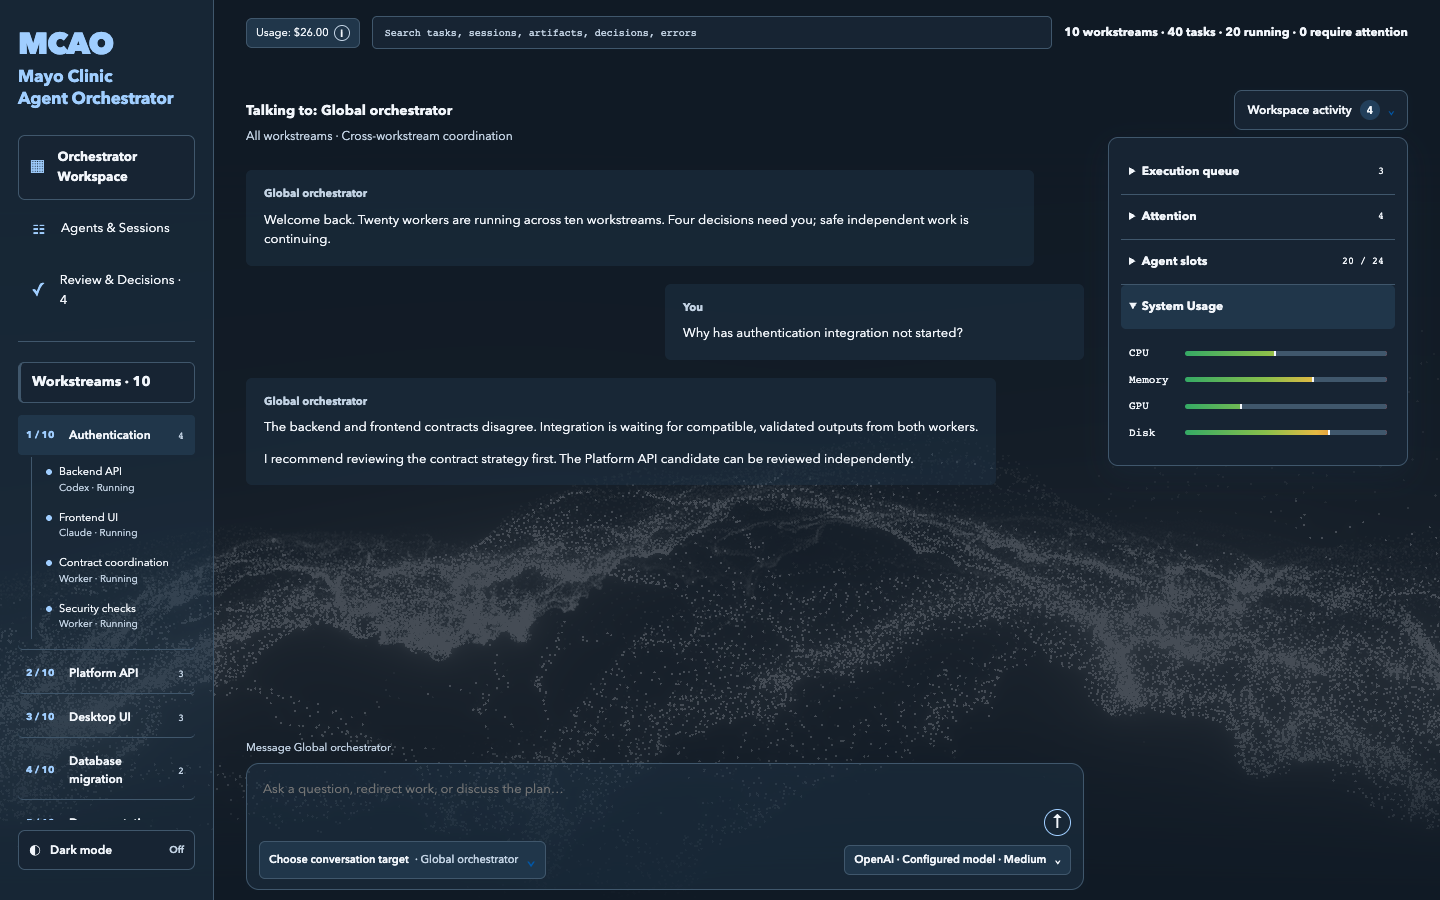 MCAO
Mayo Clinic
Agent Orchestrator
Orchestrator
Workspace
Agents & Sessions
Review & Decisions ·
4
Workstreams · 10
1 / 10 Authentication 4
Backend API
Codex · Running
Frontend UI
Claude · Running
Contract coordination
Worker · Running
Security checks
Worker · Running
2 / 10 Platform API 3
3 / 10 Desktop UI 3
4 / 10 Database
migration 2
Dark mode Off
Usage: $26.00
Search tasks, sessions, artifacts, decisions, errors
10 workstreams · 40 tasks · 20 running · 0 require attention
Talking to: Global orchestrator
All workstreams · Cross-workstream coordination
Global orchestrator
Welcome back. Twenty workers are running across ten workstreams. Four decisions need you; safe independent work is
continuing.
You
Why has authentication integration not started?
Global orchestrator
The backend and frontend contracts disagree. Integration is waiting for compatible, validated outputs from both workers.
I recommend reviewing the contract strategy first. The Platform API candidate can be reviewed independently.
Message Global orchestrator
Ask a question, redirect work, or discuss the plan...
Choose conversation target · Global orchestrator
OpenAI · Configured model · Medium
Workspace activity 4
Execution queue 3
Attention 4
Agent slots 20 / 24
System Usage
CPU
Memory
GPU
Disk